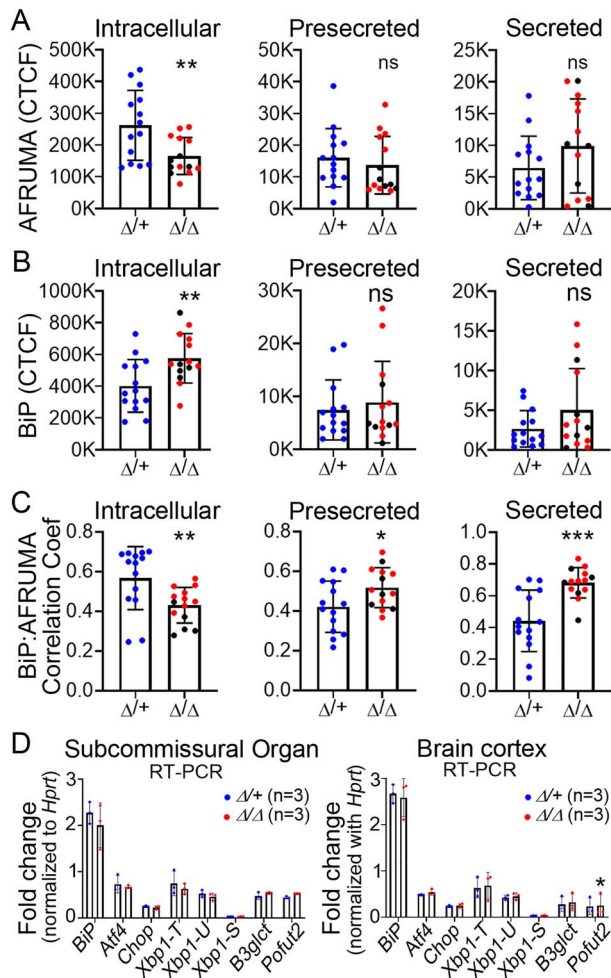 A
Intracellular
Presecreted
Secreted
AFRUMA (CTCF)
500K
400K
300K
200K
100K
0K
**
Δ/+
Δ/Δ
50K
40K
30K
20K
10K
0K
ns
Δ/+
Δ/Δ
25K
20K
15K
10K
5K
0K
ns
Δ/+
Δ/Δ
B
Intracellular
Presecreted
Secreted
BiP (CTCF)
1000K
800K
600K
400K
200K
0K
**
Δ/+
Δ/Δ
30K
20K
10K
0K
ns
Δ/+
Δ/Δ
20K
15K
10K
5K
0K
ns
Δ/+
Δ/Δ
C
Intracellular
Presecreted
Secreted
BiP:AFRUMA
Correlation Coef
0.8
0.6
0.4
0.2
0.0
**
Δ/+
Δ/Δ
0.8
0.6
0.4
0.2
0.0
*
Δ/+
Δ/Δ
1.0
0.8
0.6
0.4
0.2
0.0
***
Δ/+
Δ/Δ
D
Subcommissural Organ
RT-PCR
Δ/+ (n=3)
Δ/Δ (n=3)
Fold change
(normalized to Hprt)
3
2
1
0
BiP
Atf4
Chop
Xbp1-T
Xbp1-U
Xbp1-S
B3glct
Pofut2
Brain cortex
RT-PCR
Δ/+ (n=3)
Δ/Δ (n=3)
Fold change
(normalized with Hprt)
3
2
1
0
*
BiP
Atf4
Chop
Xbp1-T
Xbp1-U
Xbp1-S
B3glct
Pofut2